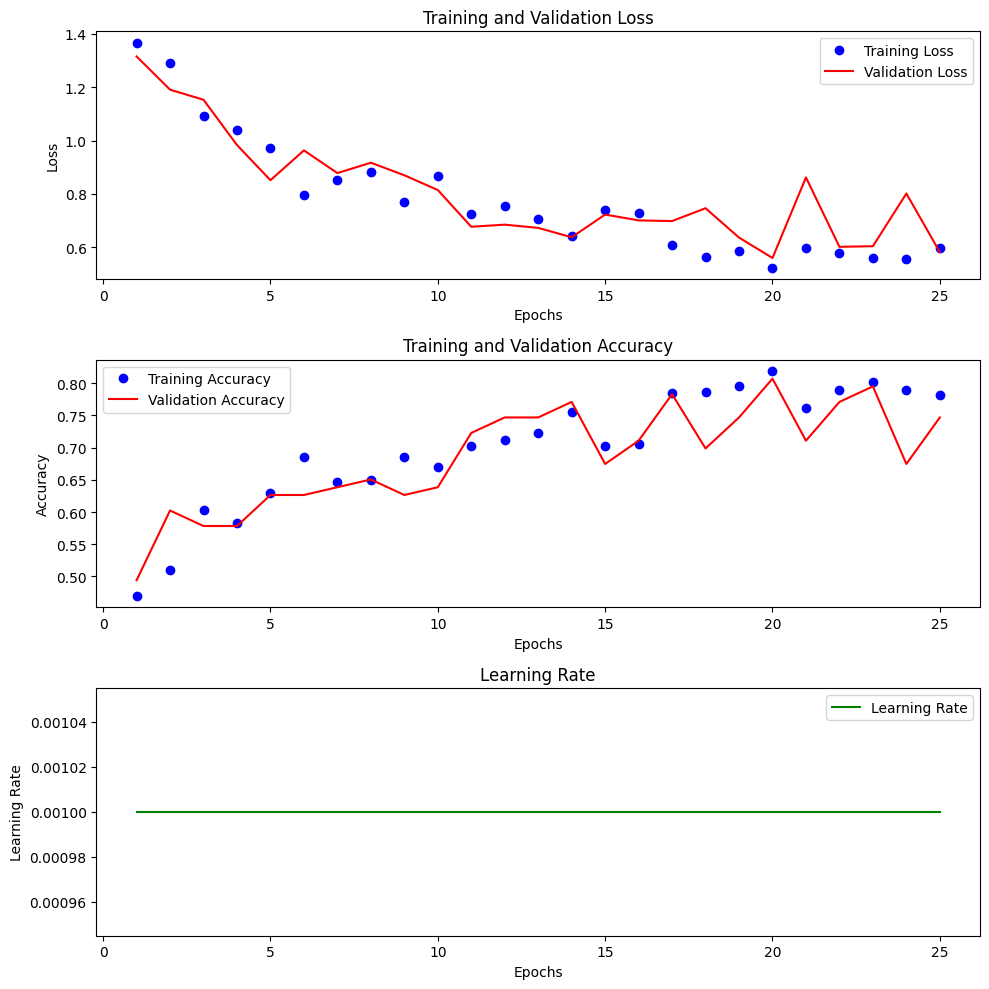 Training and Validation Loss
1.4
1.2
1.0
0.8
0.6
Loss
Training Loss
Validation Loss
0 5 10 15 20 25
Epochs
Training and Validation Accuracy
0.80
0.75
0.70
0.65
0.60
0.55
0.50
Accuracy
Training Accuracy
Validation Accuracy
0 5 10 15 20 25
Epochs
Learning Rate
0.00104
0.00102
0.00100
0.00098
0.00096
Learning Rate
Learning Rate
0 5 10 15 20 25
Epochs